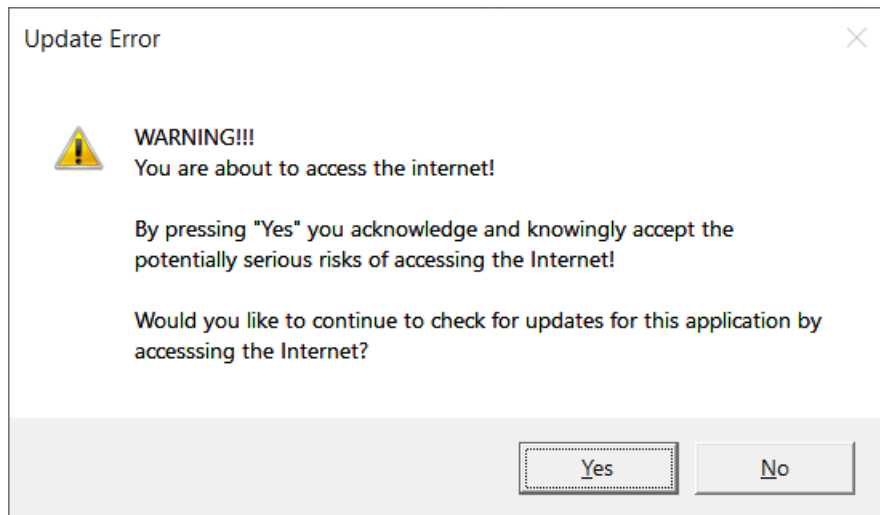 Update Error
WARNING!!!
You are about to access the internet!
By pressing "Yes" you acknowledge and knowingly accept the
potentially serious risks of accessing the Internet!
Would you like to continue to check for updates for this application by
accesssing the Internet?
Yes
No